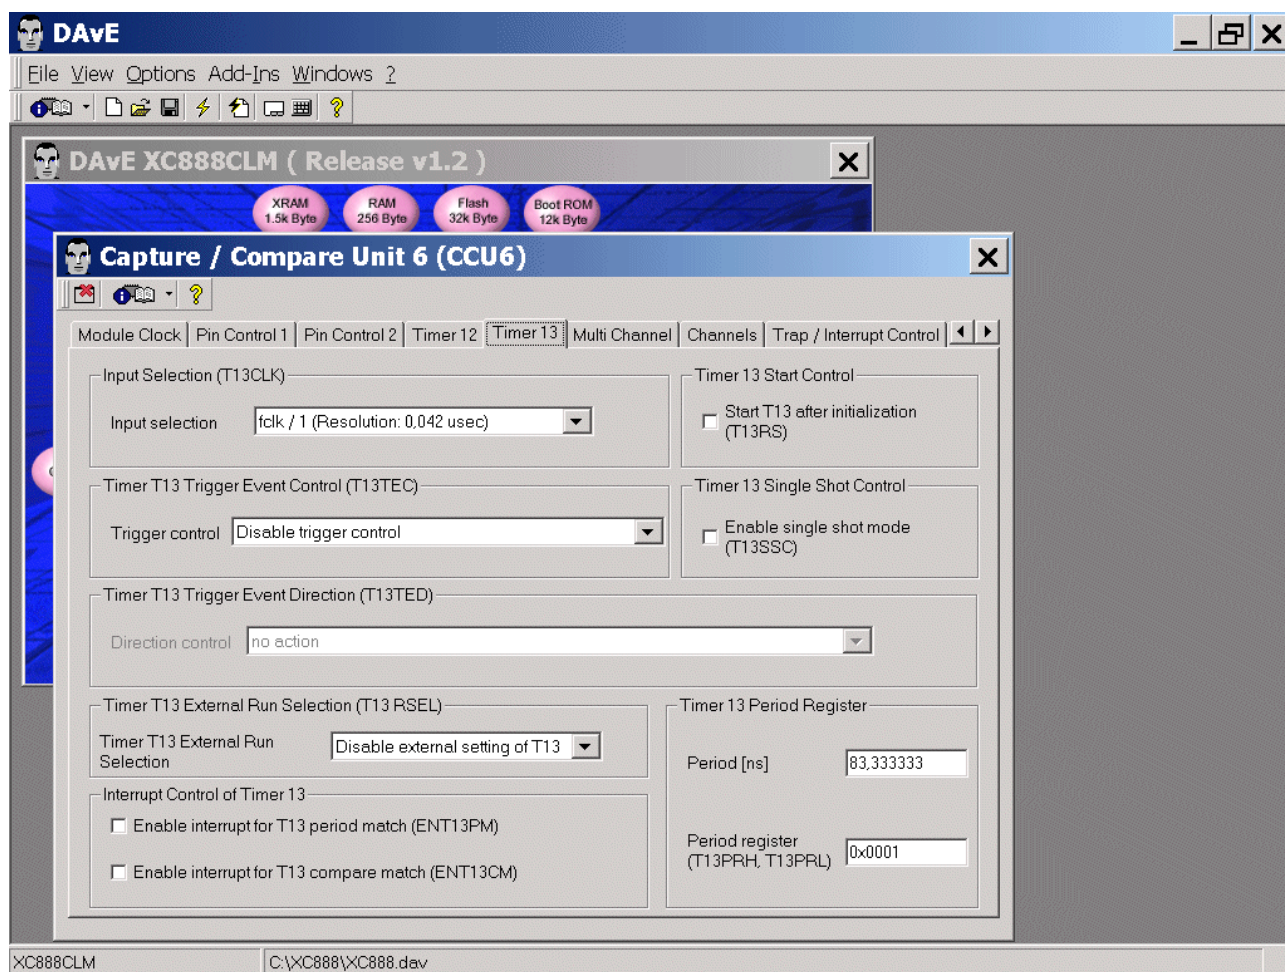 DAvE
File View Options Add-Ins Windows ?
DAvE XC888CLM ( Release v1.2 )
XRAM
1.5k Byte
RAM
256 Byte
Flash
32k Byte
Boot ROM
12k Byte
Capture / Compare Unit 6 (CCU6)
Module Clock Pin Control 1 Pin Control 2 Timer 12 Timer 13 Multi Channel Channels Trap / Interrupt Control
Input Selection (T13CLK)
Input selection fclk / 1 (Resolution: 0,042 usec)
Timer 13 Start Control
Start T13 after initialization
(T13RS)
Timer T13 Trigger Event Control (T13TEC)
Trigger control Disable trigger control
Timer 13 Single Shot Control
Enable single shot mode
(T13SSC)
Timer T13 Trigger Event Direction (T13TED)
Direction control no action
Timer T13 External Run Selection (T13 RSEL)
Timer T13 External Run
Selection
Disable external setting of T13
Interrupt Control of Timer 13
Enable interrupt for T13 period match (ENT13PM)
Enable interrupt for T13 compare match (ENT13CM)
Timer 13 Period Register
Period [ns] 83,333333
Period register
(T13PRH, T13PRL)
0x0001
XC888CLM C:\XC888\XC888.dav